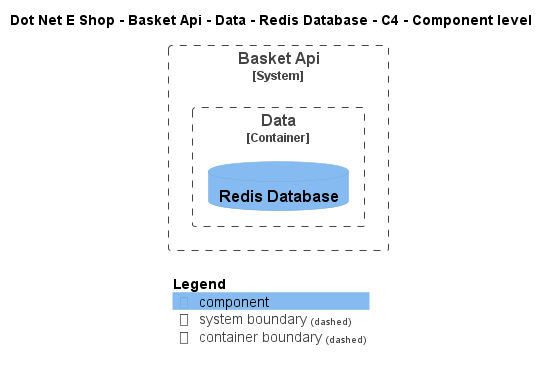 Dot Net E Shop - Basket Api - Data - Redis Database - C4 - Component level
Basket Api
[System]
Data
[Container]
Redis Database
Legend
component
system boundary (dashed)
container boundary (dashed)